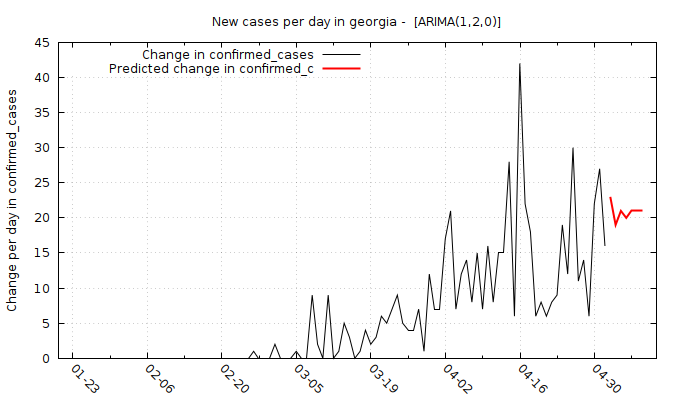 New cases per day in georgia -  [ARIMA(1,2,0)]
Change in confirmed_cases
Predicted change in confirmed_c
Change per day in confirmed_cases
45
40
35
30
25
20
15
10
5
0
01-23 02-06 02-20 03-05 03-19 04-02 04-16 04-30